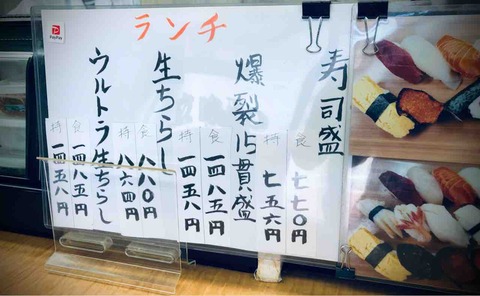 ランチ
寿司盛
食 七七〇円
持 七五六円
爆裂15貫盛
食 一四八五円
持 一四五八円
生ちらし
食 八八〇円
持 八六四円
ウルトラ生ちらし
食 一四八五円
持 一四五八円
PayPay